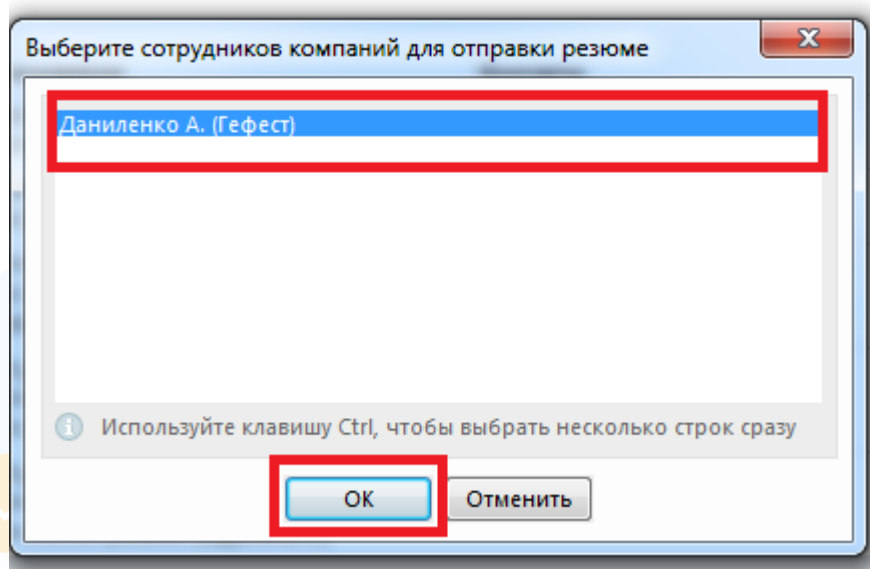 Выберите сотрудников компаний для отправки резюме
Даниленко А. (Гефест)
Используйте клавишу Ctrl, чтобы выбрать несколько строк сразу
ОК
Отменить